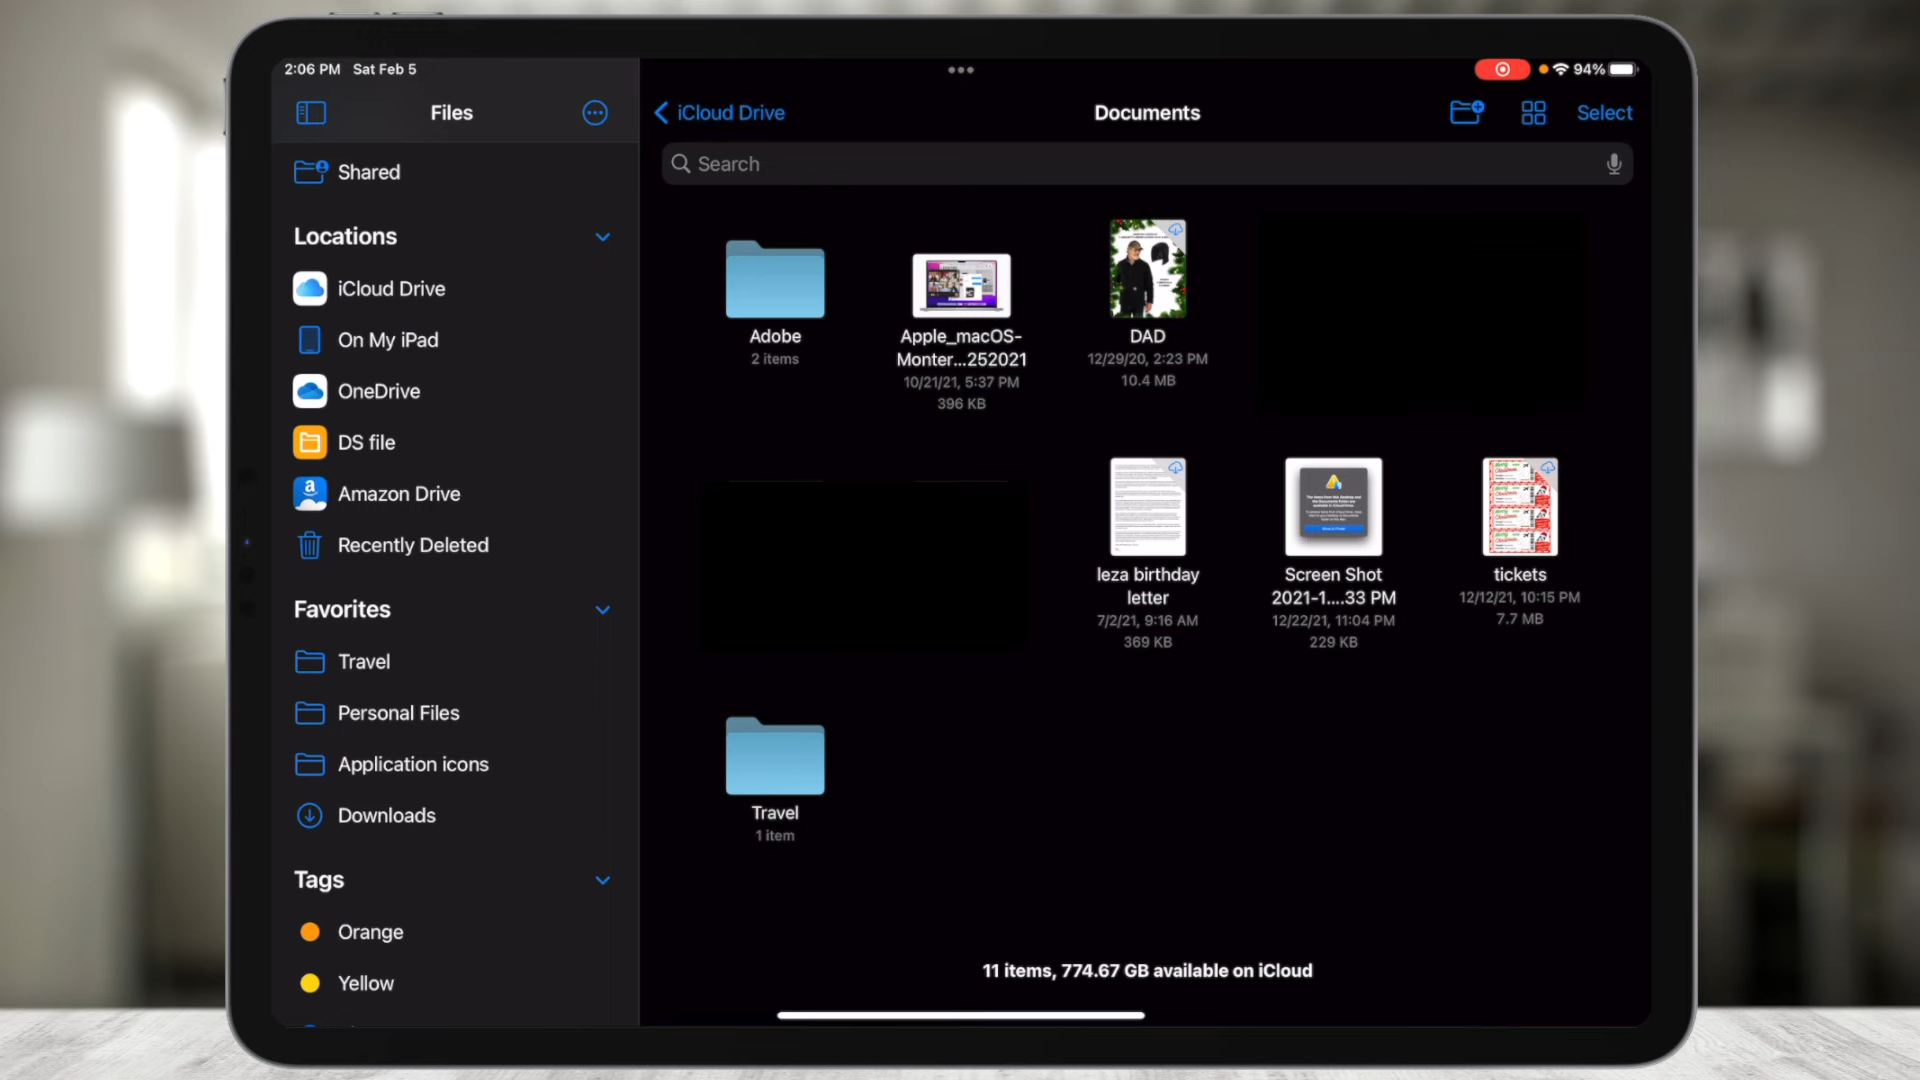 2:06 PM Sat Feb 5
94%
Files
Shared
Locations
iCloud Drive
On My iPad
OneDrive
DS file
Amazon Drive
Recently Deleted
Favorites
Travel
Personal Files
Application icons
Downloads
Tags
Orange
Yellow
iCloud Drive
Documents
Select
Search
Adobe
2 items
Apple_macOS-
Monter...252021
10/21/21, 5:37 PM
396 KB
DAD
12/29/20, 2:23 PM
10.4 MB
leza birthday
letter
7/2/21, 9:16 AM
369 KB
Screen Shot
2021-1....33 PM
12/22/21, 11:04 PM
229 KB
tickets
12/12/21, 10:15 PM
7.7 MB
Travel
1 item
11 items, 774.67 GB available on iCloud